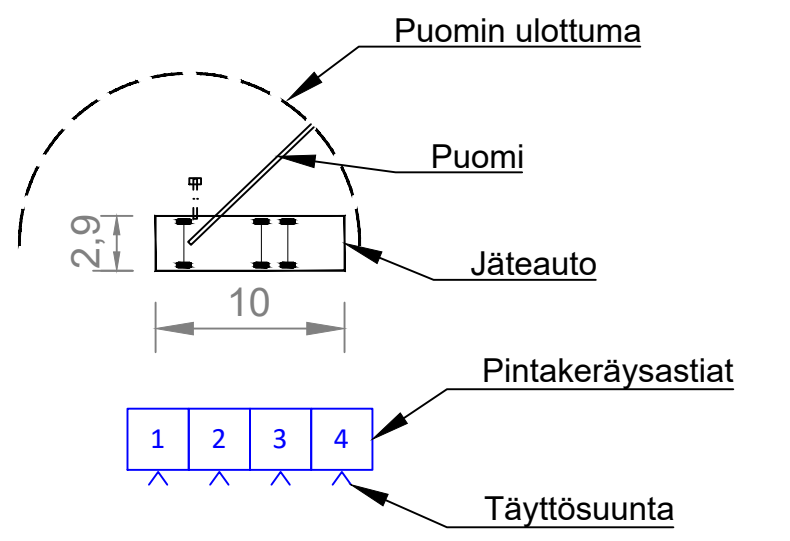 Puomin ulottuma
Puomi
2,9
Jäteauto
10
Pintakeräysastiat
1 2 3 4
Täyttösuunta